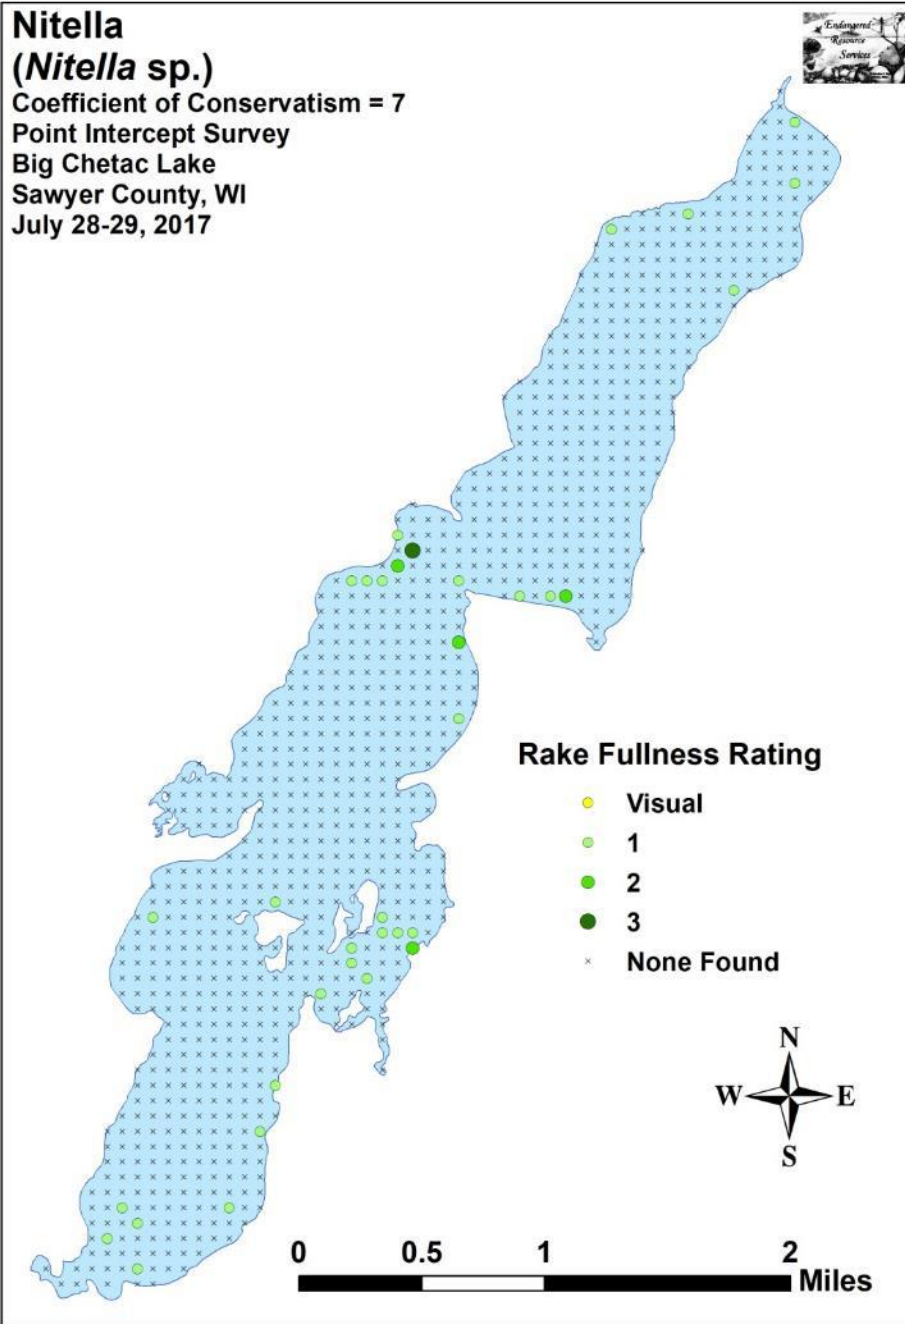 Nitella
(Nitella sp.)
Coefficient of Conservatism = 7
Point Intercept Survey
Big Chetac Lake
Sawyer County, WI
July 28-29, 2017
Endangered
Resource
Services
Rake Fullness Rating
Visual
1
2
3
None Found
N
W E
S
0 0.5 1 2
Miles